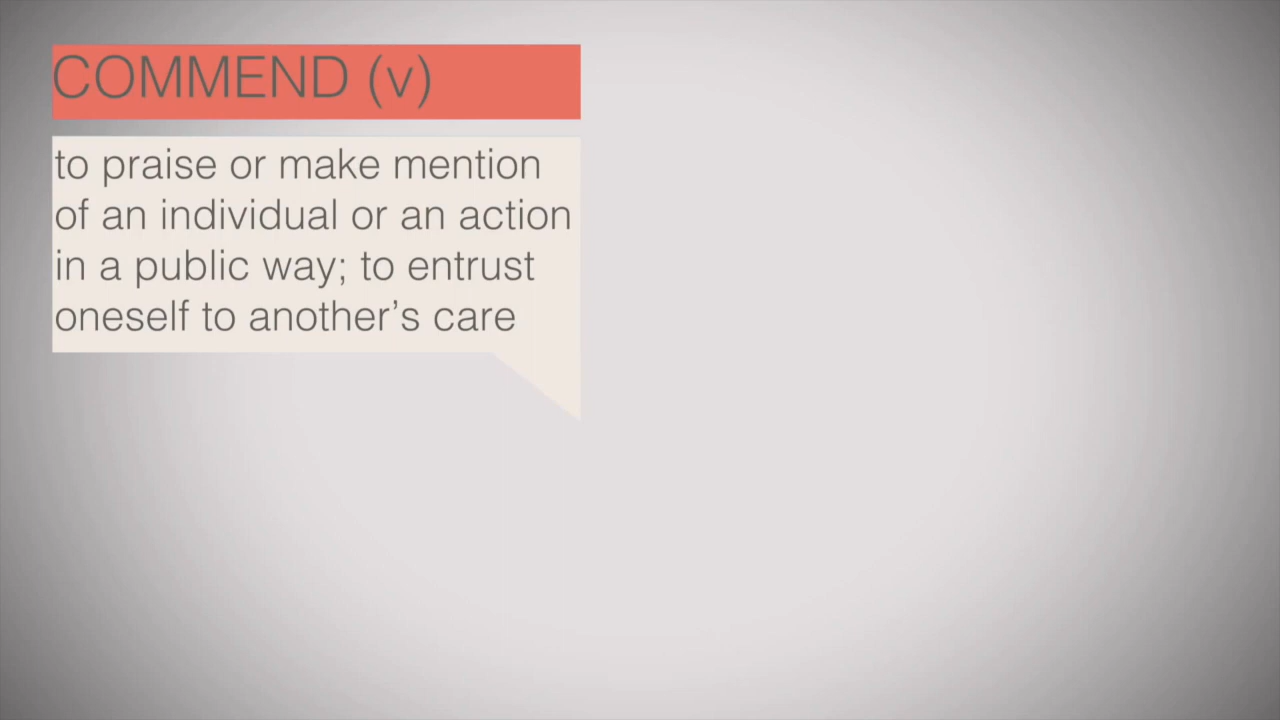 COMMEND (v)
to praise or make mention
of an individual or an action
in a public way; to entrust
oneself to another’s care